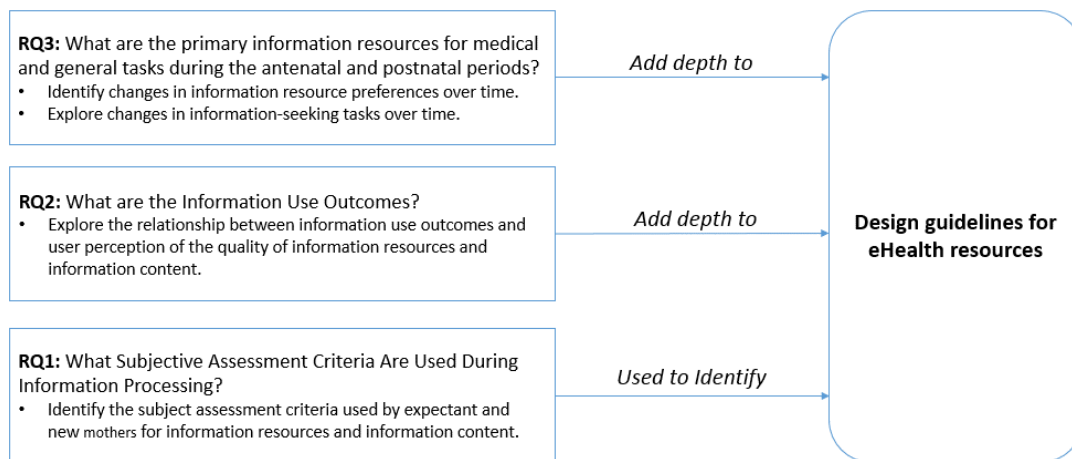 RQ3: What are the primary information resources for medical
and general tasks during the antenatal and postnatal periods?
• Identify changes in information resource preferences over time.
• Explore changes in information-seeking tasks over time.
Add depth to
RQ2: What are the Information Use Outcomes?
• Explore the relationship between information use outcomes and
user perception of the quality of information resources and
information content.
Add depth to
RQ1: What Subjective Assessment Criteria Are Used During
Information Processing?
• Identify the subject assessment criteria used by expectant and
new mothers for information resources and information content.
Used to Identify
Design guidelines for
eHealth resources